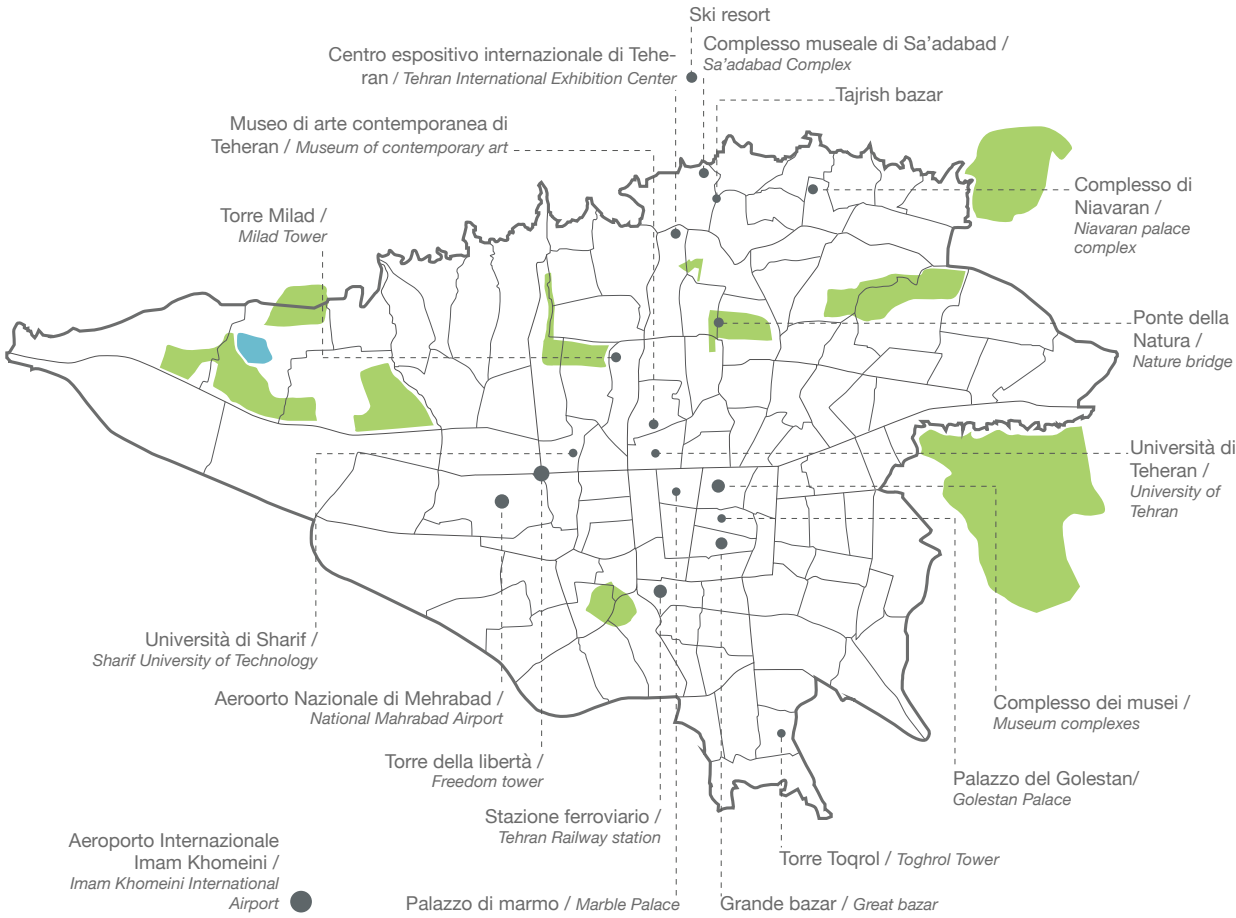 Ski resort
Centro espositivo internazionale di Tehe-
ran / Tehran International Exhibition Center
Complesso museale di Sa'adabad /
Sa'adabad Complex
Tajrish bazar
Museo di arte contemporanea di
Teheran / Museum of contemporary art
Complesso di
Niavaran /
Niavaran palace
complex
Torre Milad /
Milad Tower
Ponte della
Natura /
Nature bridge
Università di
Teheran /
University of
Tehran
Università di Sharif /
Sharif University of Technology
Aeroorto Nazionale di Mehrabad /
National Mahrabad Airport
Complesso dei musei /
Museum complexes
Torre della libertà /
Freedom tower
Palazzo del Golestan/
Golestan Palace
Stazione ferroviario /
Tehran Railway station
Aeroporto Internazionale
Imam Khomeini /
Imam Khomeini International
Airport
Torre Toqrol / Toghrol Tower
Palazzo di marmo / Marble Palace
Grande bazar / Great bazar